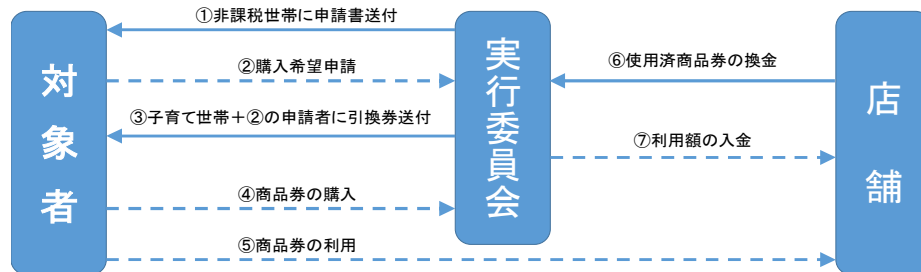 ①非課税世帯に申請書送付
②購入希望申請
③子育て世帯+②の申請者に引換券送付
④商品券の購入
⑤商品券の利用
⑥使用済商品券の換金
⑦利用額の入金
対象者
実行委員会
店舗